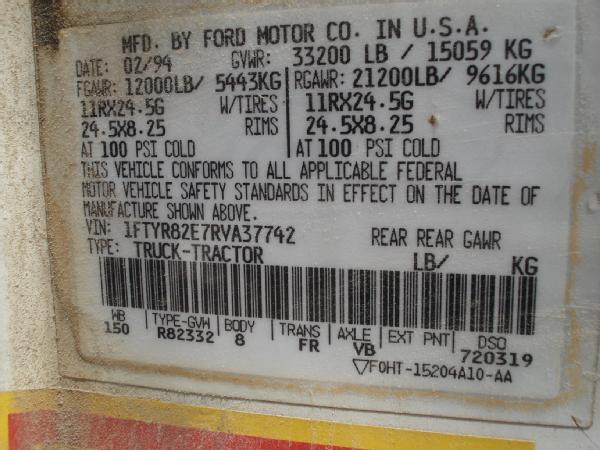 MFD. BY FORD MOTOR CO. IN U.S.A.
DATE: 02/94 GVWR: 33200 LB / 15059 KG
FGAWR: 12000LB/ 5443KG RGAWR: 21200LB/ 9616KG
11RX24.5G W/TIRES 11RX24.5G W/TIRES
24.5X8.25 RIMS 24.5X8.25 RIMS
AT 100 PSI COLD AT 100 PSI COLD
THIS VEHICLE CONFORMS TO ALL APPLICABLE FEDERAL
MOTOR VEHICLE SAFETY STANDARDS IN EFFECT ON THE DATE OF
MANUFACTURE SHOWN ABOVE.
VIN: 1FTYR82E7RVA37742 REAR REAR GAWR
TYPE: TRUCK-TRACTOR LB/ KG
WB TYPE-GVW BODY TRANS AXLE EXT PNT DSO
150 R82332 8 FR VB 720319
▽F0HT-15204A10-AA